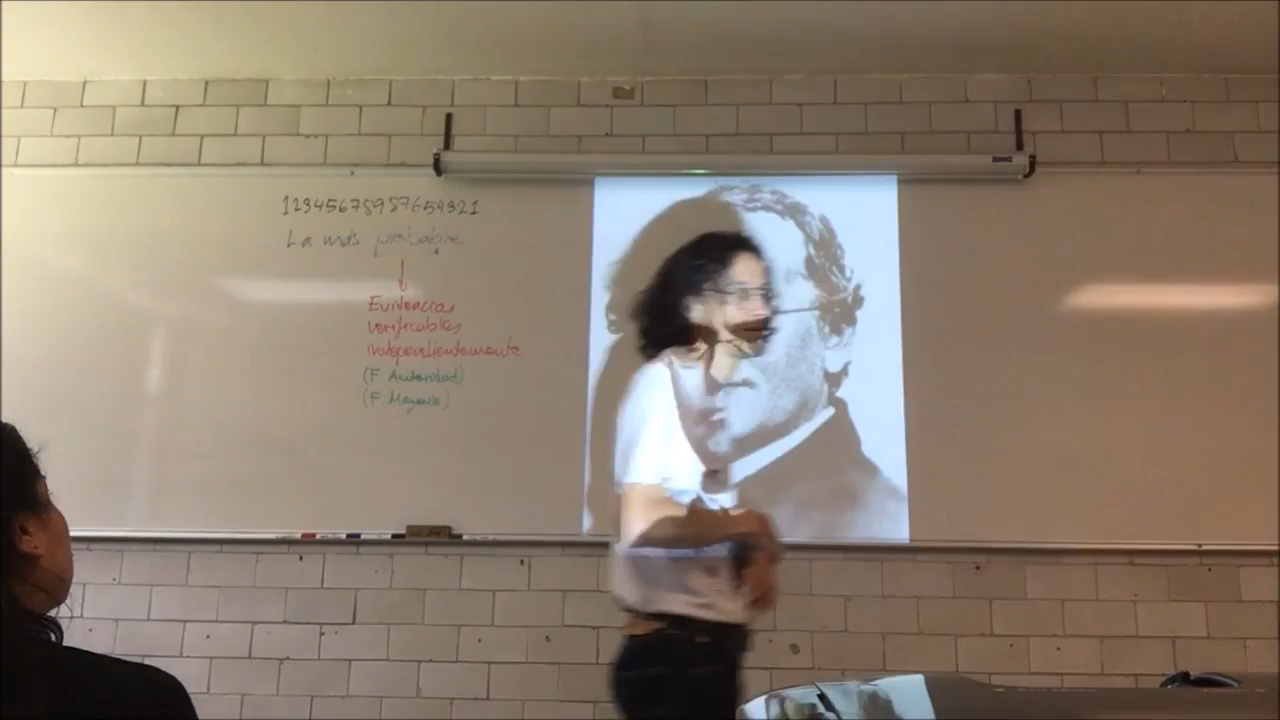 12345678987654321
La más probable
Evidencias
verificables
independientemente
(F Autoridad)
(F. Mayoría)